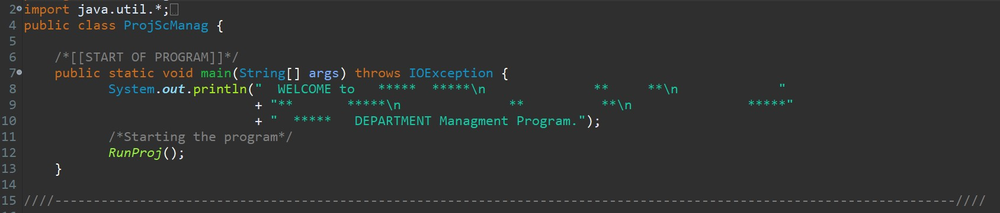 2 import java.util.*;
4 public class ProjScManag {
5
6     /*[[START OF PROGRAM]]*/
7     public static void main(String[] args) throws IOException {
8            System.out.println("  WELCOME to   *****  *****\n              **     **\n             "
9                               + "**       *****\n              **          **\n               *****"
10                              + "  *****   DEPARTMENT Managment Program.");
11           /*Starting the program*/
12           RunProj();
13    }
14
15 ////---------------------------------------------------------------------------------------------------------------------////